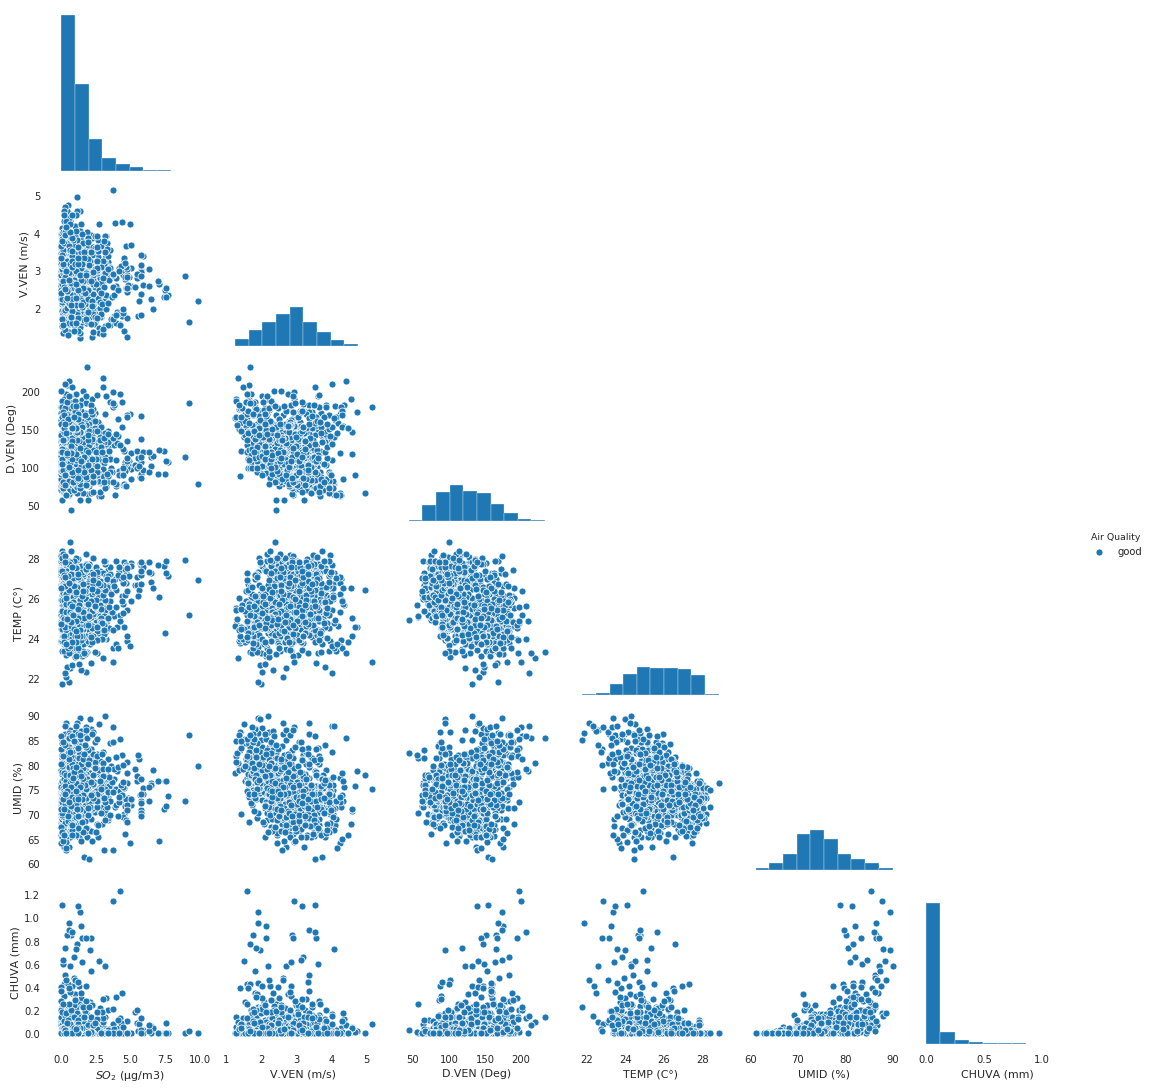 5
4
3
2
V.VEN (m/s)
200
150
100
50
D.VEN (Deg)
28
26
24
22
TEMP (C°)
Air Quality
good
90
85
80
75
70
65
60
UMID (%)
1.2
1.0
0.8
0.6
0.4
0.2
0.0
CHUVA (mm)
0.0 2.5 5.0 7.5 10.0 1 2 3 4 5 50 100 150 200 22 24 26 28 60 70 80 90 0.0 0.5 1.0
SO₂ (μg/m3) V.VEN (m/s) D.VEN (Deg) TEMP (C°) UMID (%) CHUVA (mm)